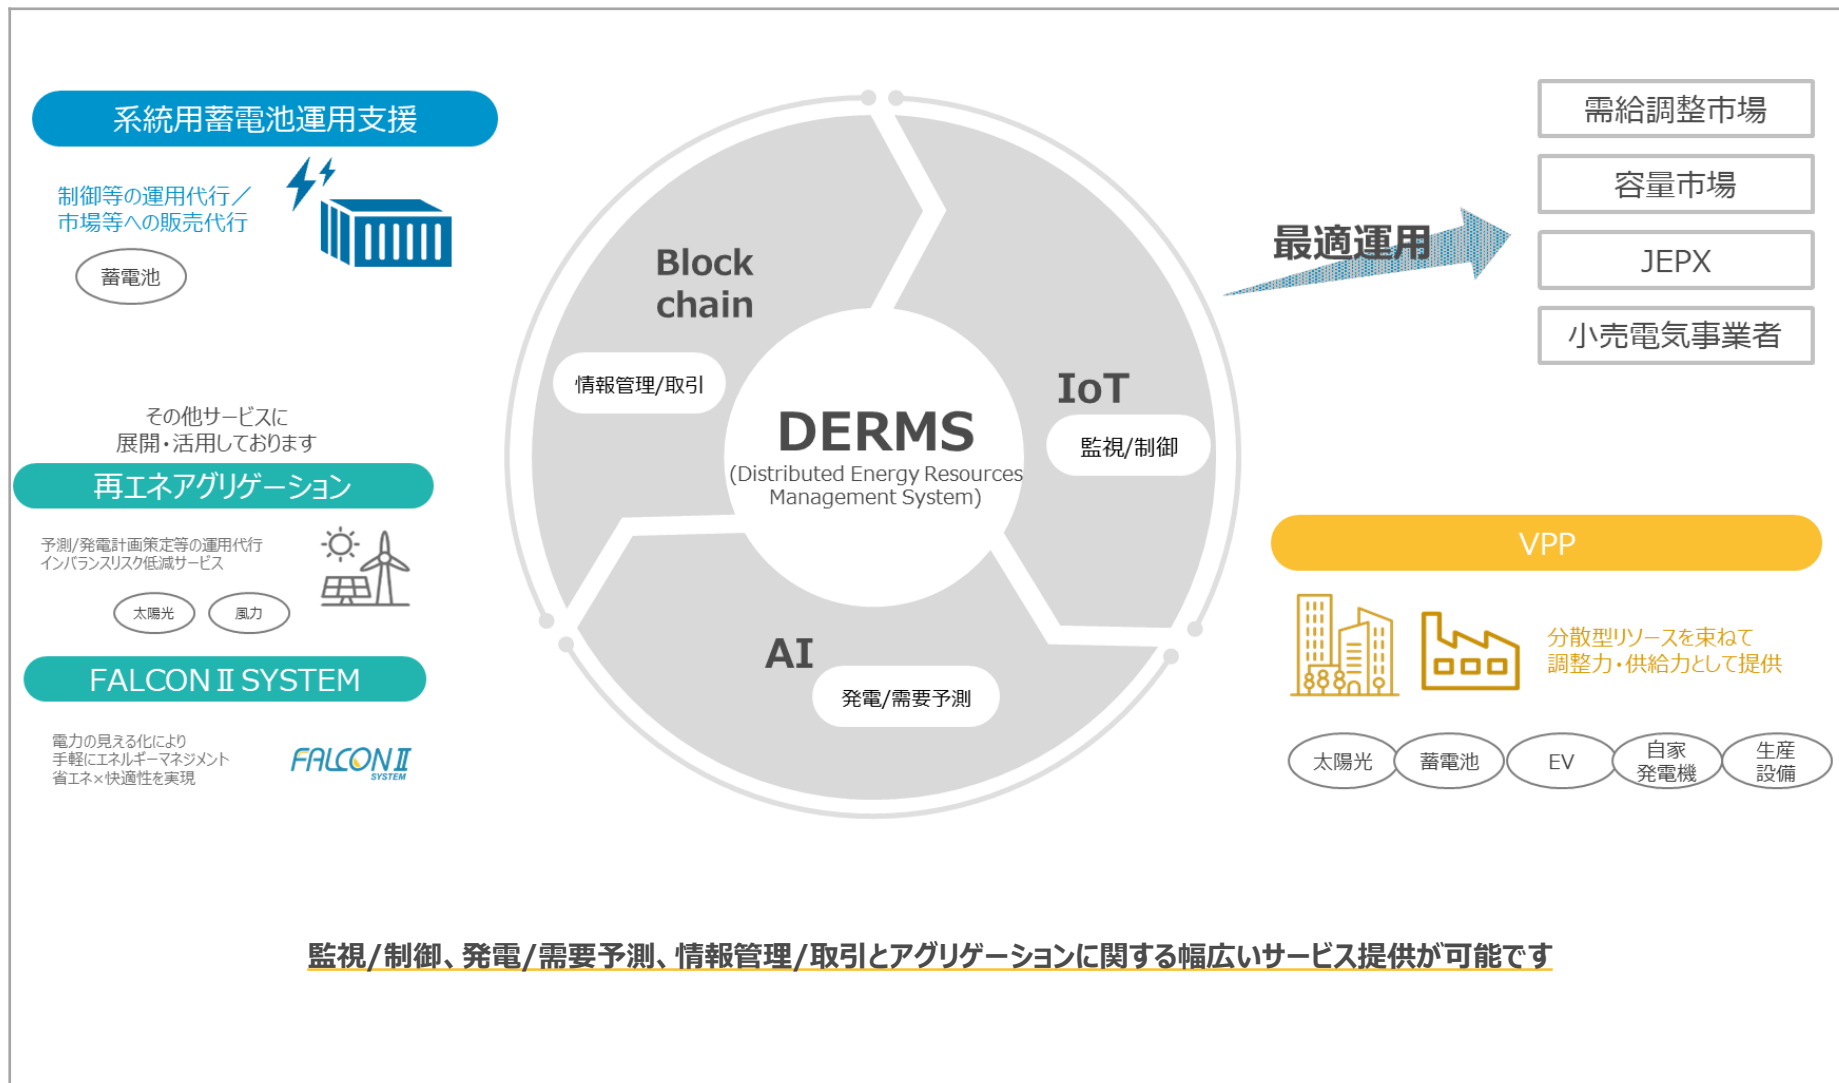 系統用蓄電池運用支援
制御等の運用代行／
市場等への販売代行
蓄電池
その他サービスに
展開・活用しております
再エネアグリゲーション
予測/発電計画策定等の運用代行
インバランスリスク低減サービス
太陽光
風力
FALCONⅡSYSTEM
電力の見える化により
手軽にエネルギーマネジメント
省エネ×快適性を実現
FALCONⅡ
SYSTEM
Block
chain
情報管理/取引
DERMS
(Distributed Energy Resources
Management System)
IoT
監視/制御
AI
発電/需要予測
最適運用
需給調整市場
容量市場
JEPX
小売電気事業者
VPP
分散型リソースを束ねて
調整力・供給力として提供
太陽光
蓄電池
EV
自家
発電機
生産
設備
監視/制御、発電/需要予測、情報管理/取引とアグリゲーションに関する幅広いサービス提供が可能です